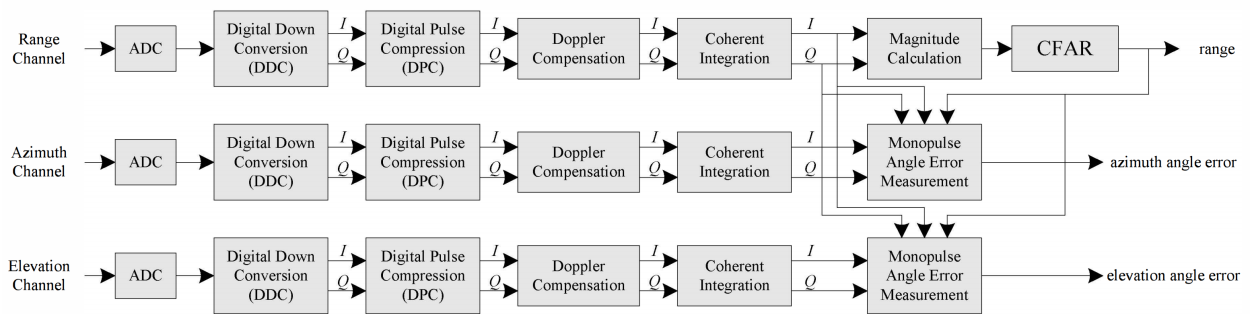 Range
Channel
ADC
Digital Down
Conversion
(DDC)
I
Q
Digital Pulse
Compression
(DPC)
I
Q
Doppler
Compensation
I
Q
Coherent
Integration
I
Q
Magnitude
Calculation
CFAR
range
Azimuth
Channel
ADC
Digital Down
Conversion
(DDC)
I
Q
Digital Pulse
Compression
(DPC)
I
Q
Doppler
Compensation
I
Q
Coherent
Integration
I
Q
Monopulse
Angle Error
Measurement
azimuth angle error
Elevation
Channel
ADC
Digital Down
Conversion
(DDC)
I
Q
Digital Pulse
Compression
(DPC)
I
Q
Doppler
Compensation
I
Q
Coherent
Integration
I
Q
Monopulse
Angle Error
Measurement
elevation angle error